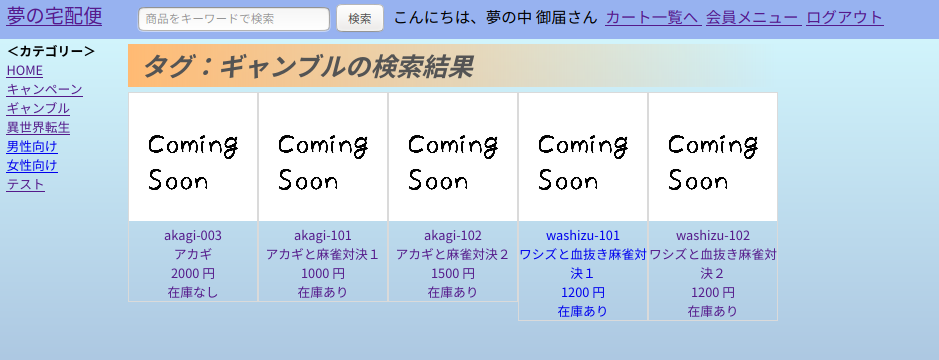 夢の宅配便 商品をキーワードで検索 検索 こんにちは、夢の中 御届さん カート一覧へ 会員メニュー ログアウト
＜カテゴリー＞
HOME
キャンペーン
ギャンブル
異世界転生
男性向け
女性向け
テスト
タグ：ギャンブルの検索結果
Coming
Soon
akagi-003
アカギ
2000 円
在庫なし
Coming
Soon
akagi-101
アカギと麻雀対決１
1000 円
在庫あり
Coming
Soon
akagi-102
アカギと麻雀対決２
1500 円
在庫あり
Coming
Soon
washizu-101
ワシズと血抜き麻雀対
決１
1200 円
在庫あり
Coming
Soon
washizu-102
ワシズと血抜き麻雀対
決２
1200 円
在庫あり